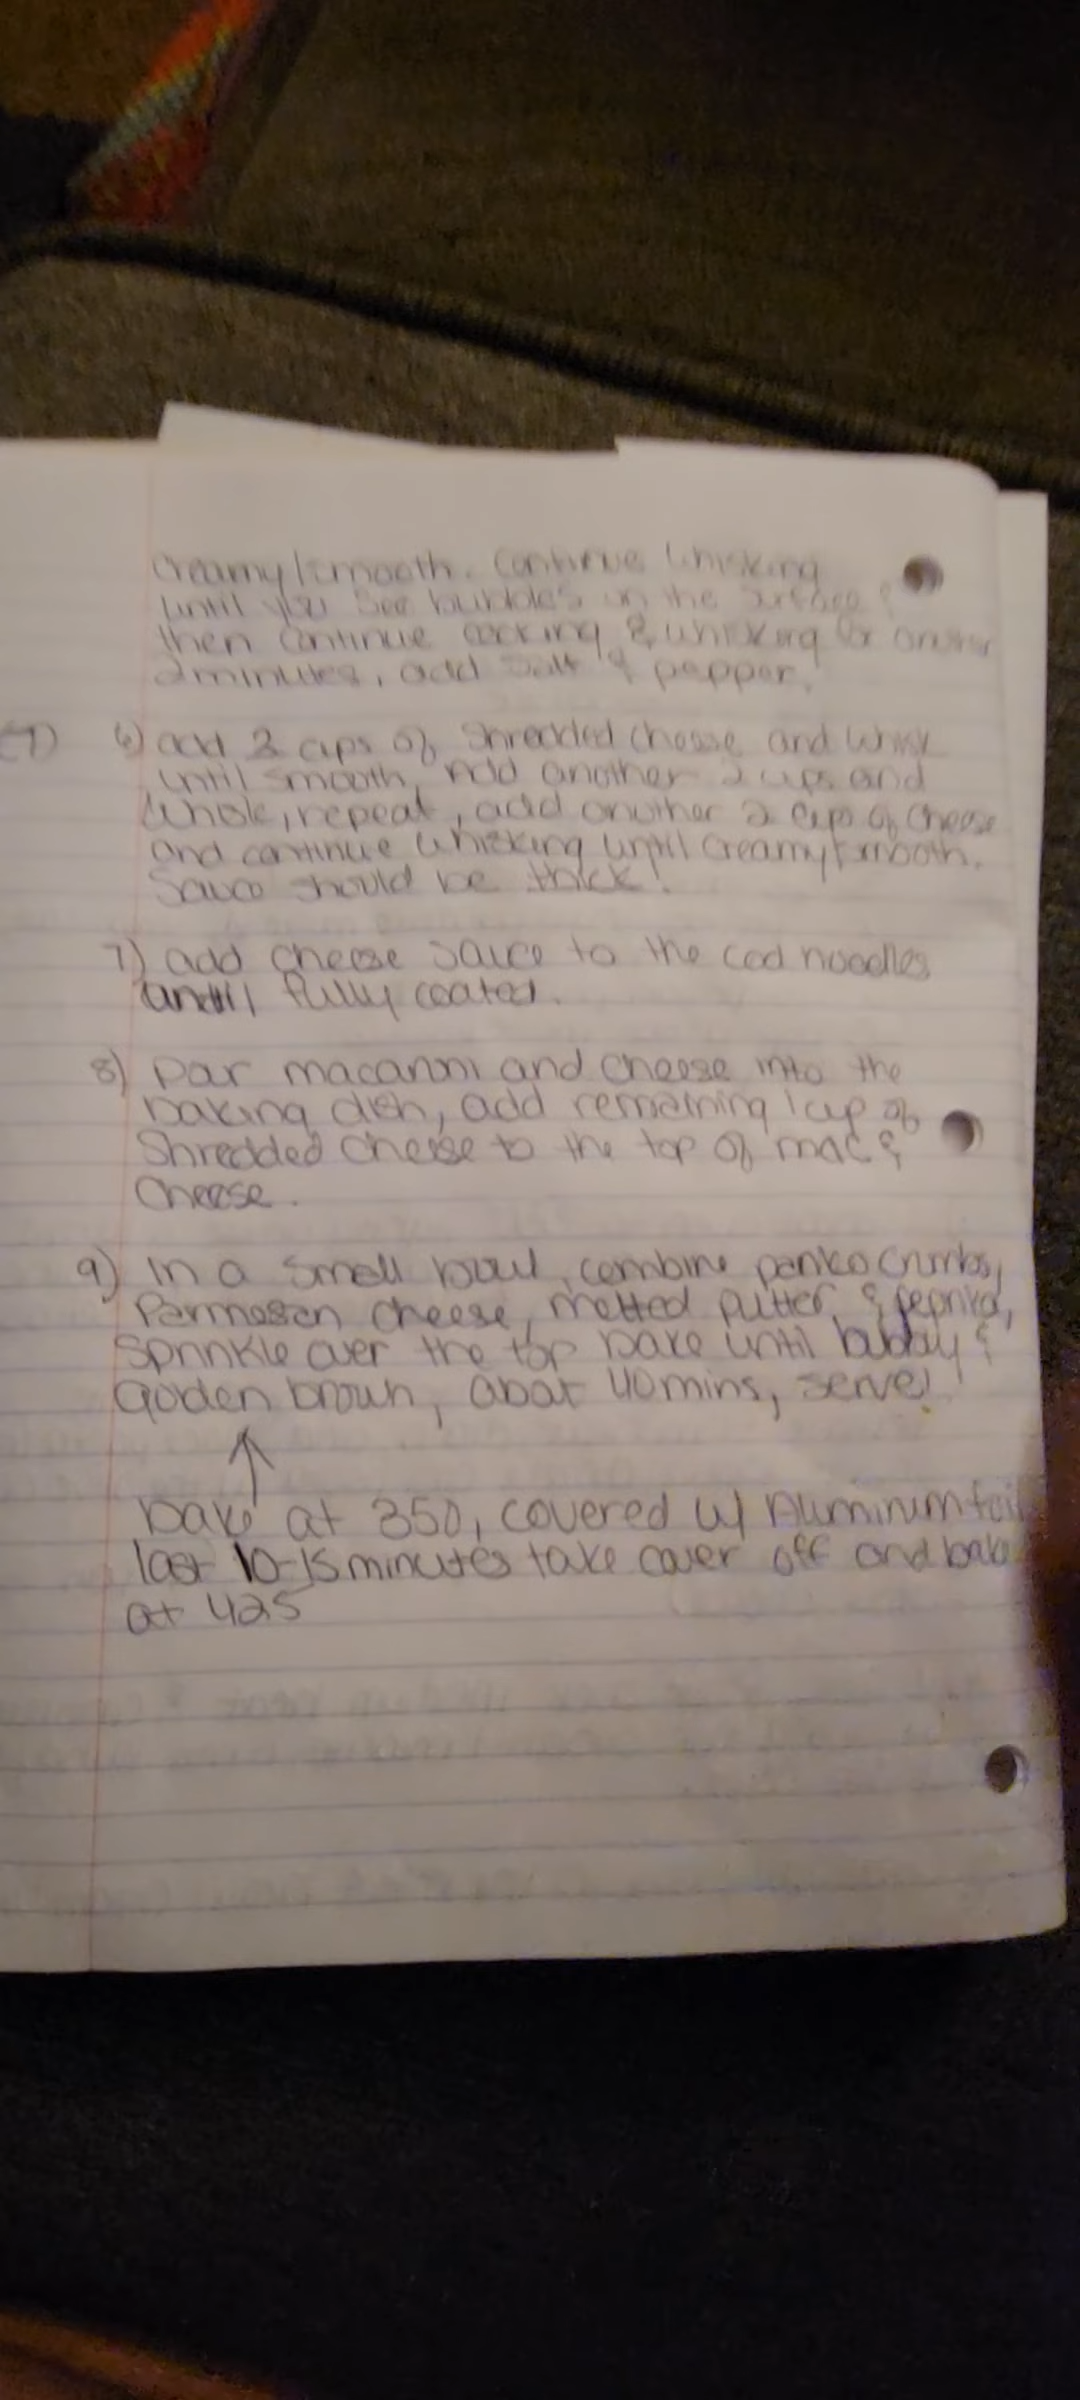 creamy/smooth. Continue whisking
until you see bubbles on the surface &
then continue cooking & whisking for another
2 minutes, add salt & pepper.
6) add 2 cups of shredded cheese and whisk
until smooth, Add another 2 cups and
whole, repeat, add another 2 cups of cheese
and continue whisking until creamy/smooth.
Sauce should be thick!
7) add cheese sauce to the cod noodles
until fully coated.
8) Par macaroni and cheese into the
baking dish, add remaining 1 cup of
Shredded cheese to the top of mac &
cheese.
9) In a small bowl, combine panko crumbs,
Parmesan cheese, melted butter & peprika,
Sprinkle over the top bake until bubbly &
Goden brown, abot 40 mins, serve!
↑
bake at 350, covered w/ Aluminum foil
last 10-15 minutes take cover off and bake
at 425